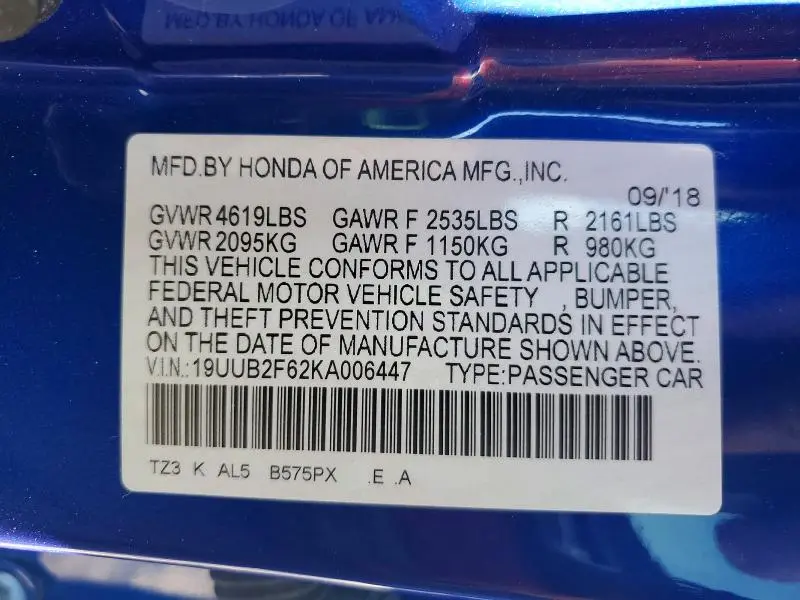 MFD.BY HONDA OF AMERICA MFG.,INC.
09/'18
GVWR 4619LBS GAWR F 2535LBS R 2161LBS
GVWR 2095KG GAWR F 1150KG R 980KG
THIS VEHICLE CONFORMS TO ALL APPLICABLE
FEDERAL MOTOR VEHICLE SAFETY , BUMPER,
AND THEFT PREVENTION STANDARDS IN EFFECT
ON THE DATE OF MANUFACTURE SHOWN ABOVE.
V.I.N.:19UUB2F62KA006447 TYPE:PASSENGER CAR
TZ3 K AL5 B575PX .E .A